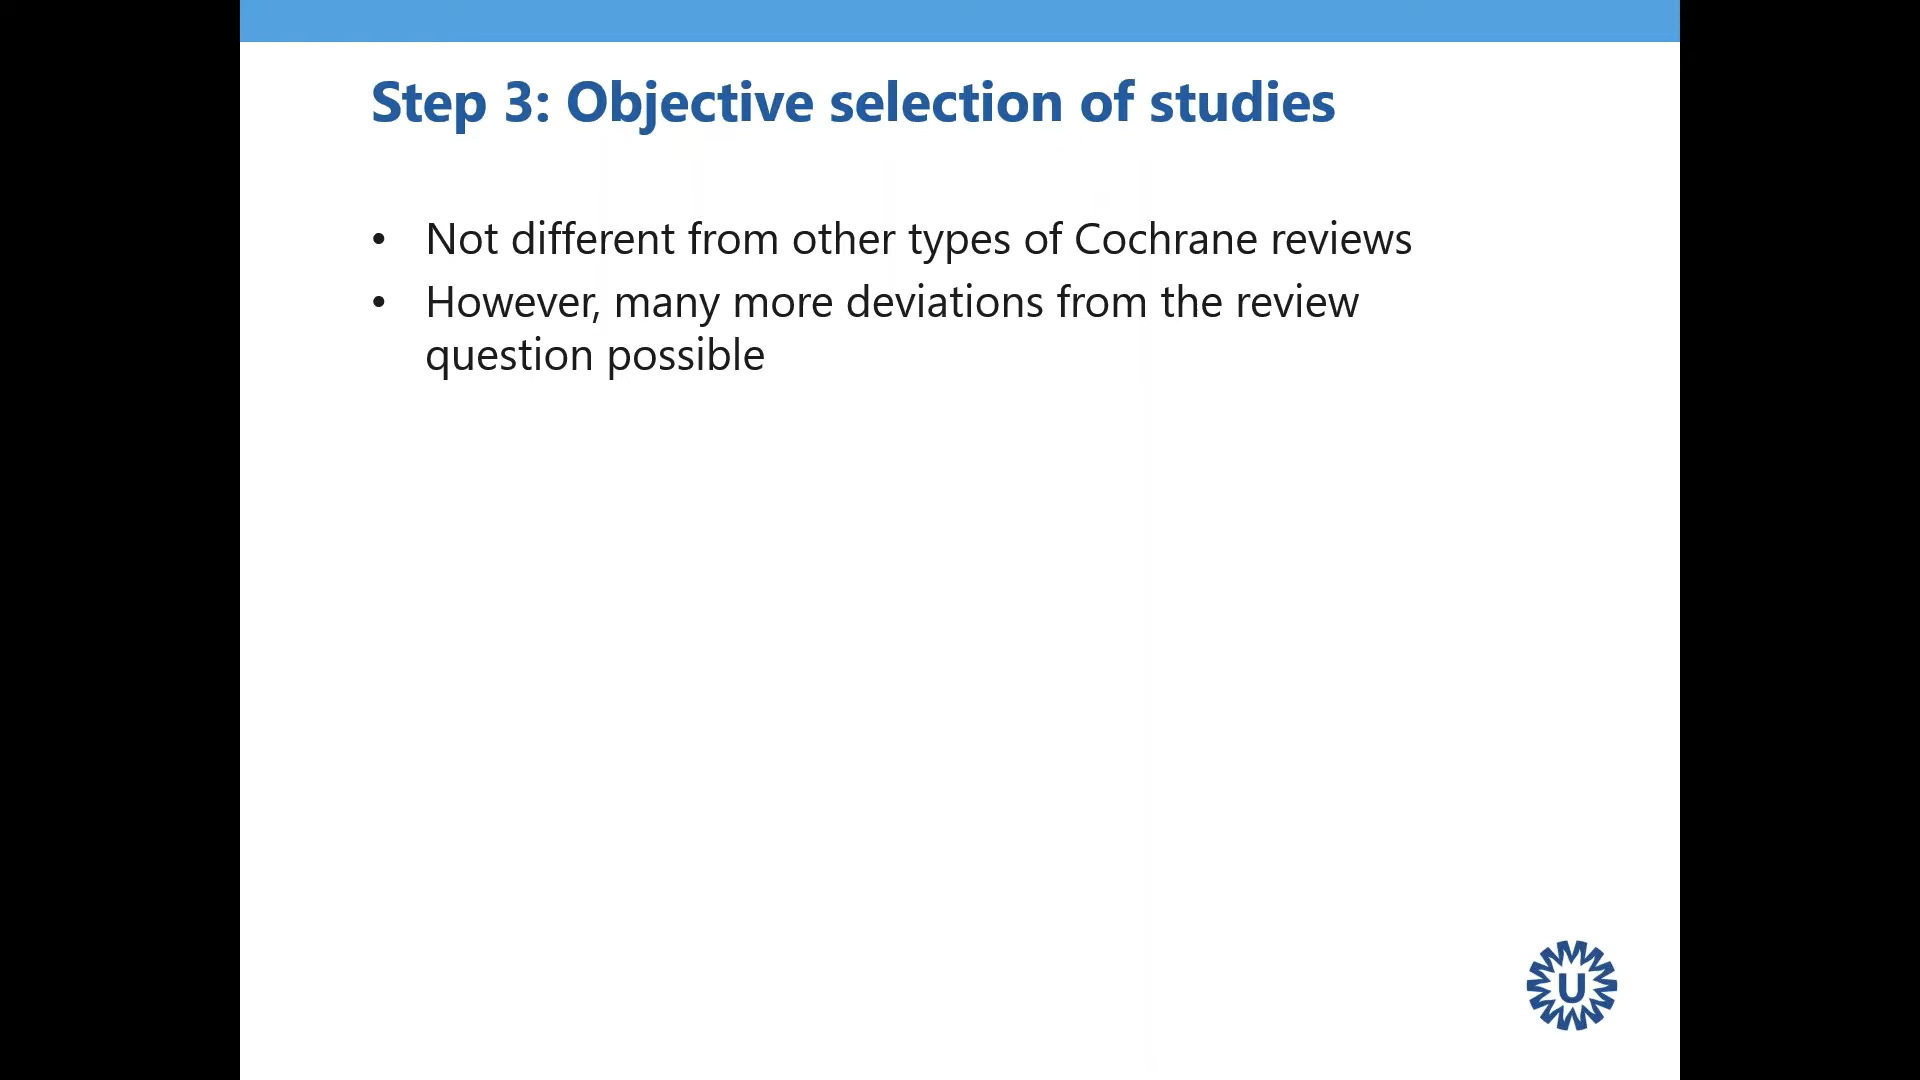 Step 3: Objective selection of studies
• Not different from other types of Cochrane reviews
• However, many more deviations from the review
question possible
U